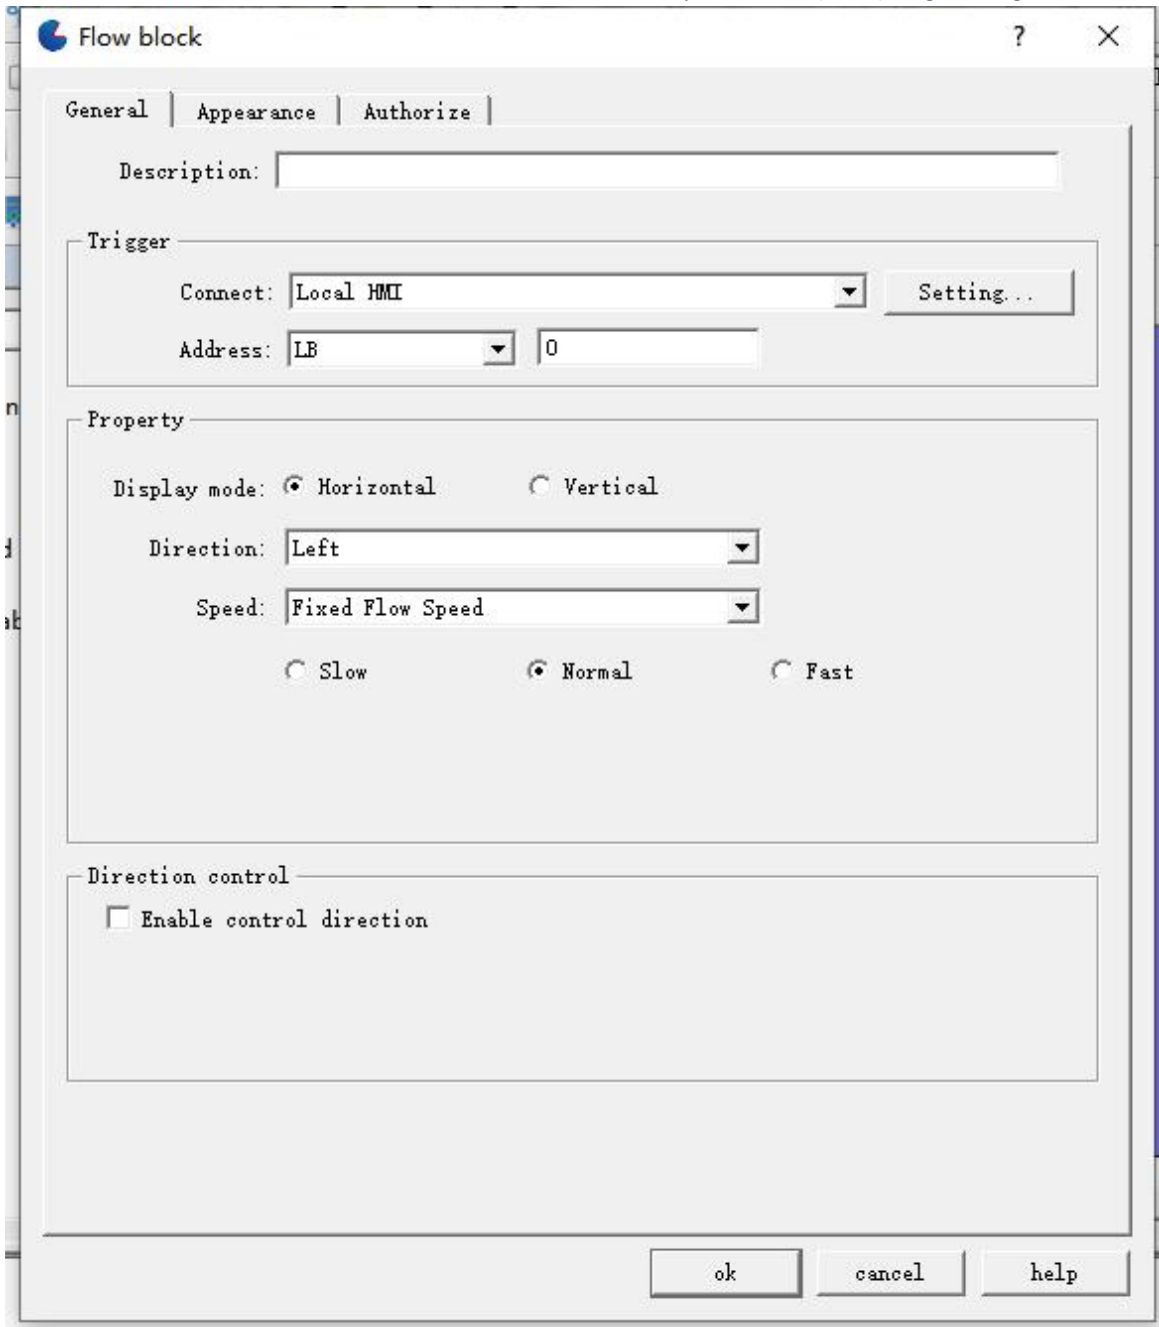 Flow block
?
General
Appearance
Authorize
Description:
Trigger
Connect: Local HMI Setting...
Address: LB 0
Property
Display mode: Horizontal Vertical
Direction: Left
Speed: Fixed Flow Speed
Slow Normal Fast
Direction control
Enable control direction
ok cancel help